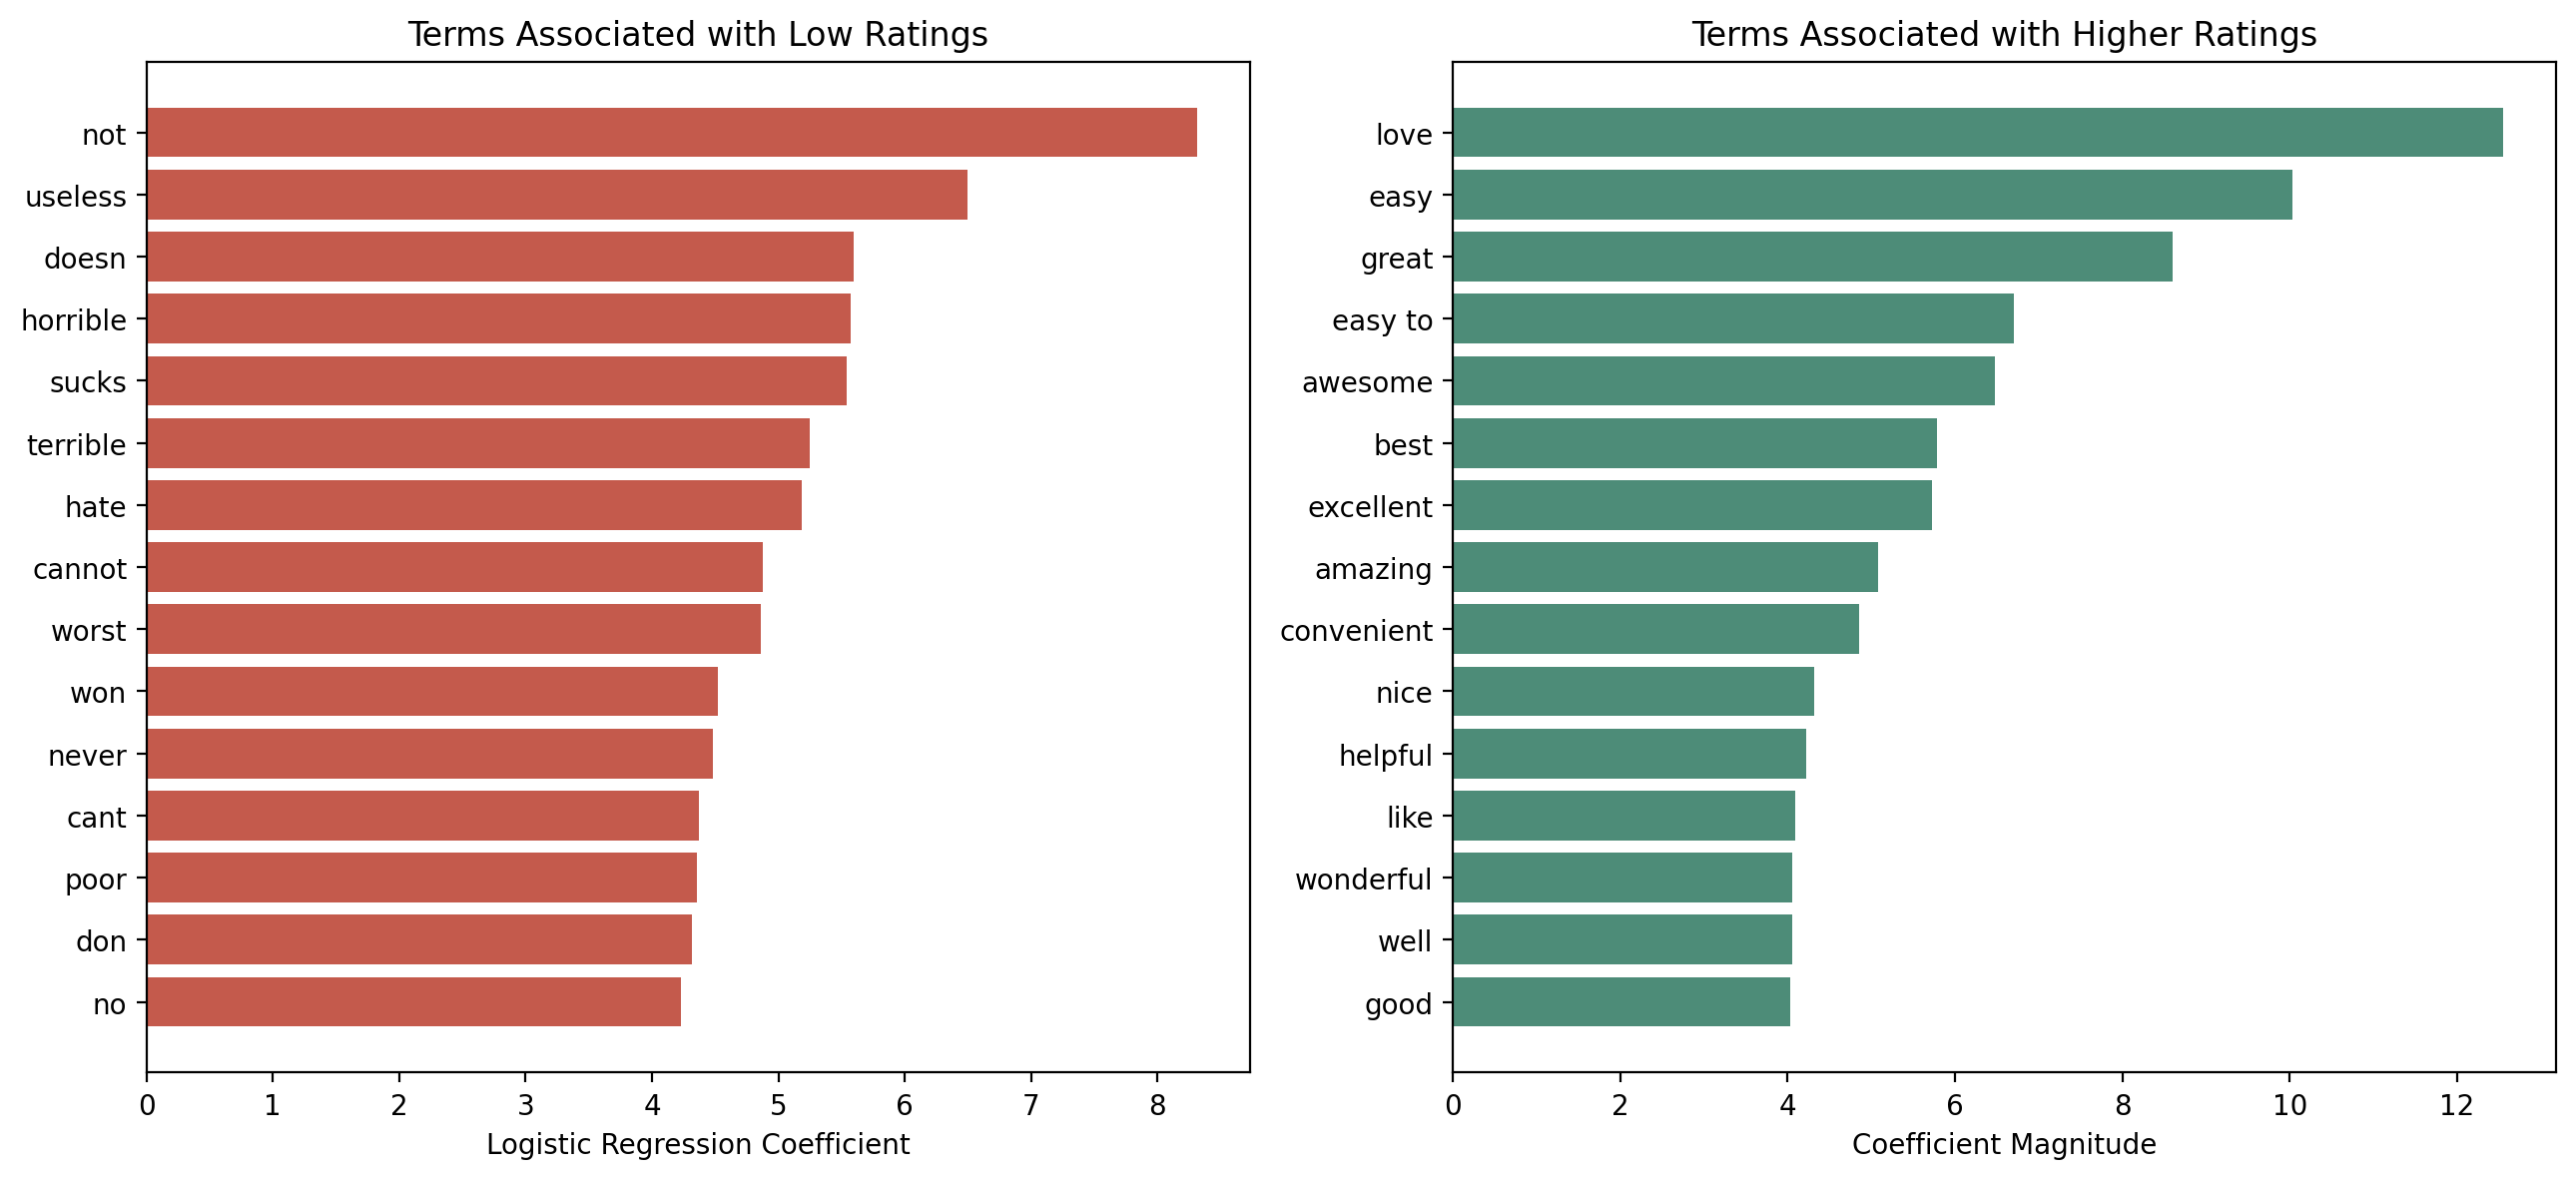 Terms Associated with Low Ratings
not
useless
doesn
horrible
sucks
terrible
hate
cannot
worst
won
never
cant
poor
don
no
0 1 2 3 4 5 6 7 8
Logistic Regression Coefficient
Terms Associated with Higher Ratings
love
easy
great
easy to
awesome
best
excellent
amazing
convenient
nice
helpful
like
wonderful
well
good
0 2 4 6 8 10 12
Coefficient Magnitude